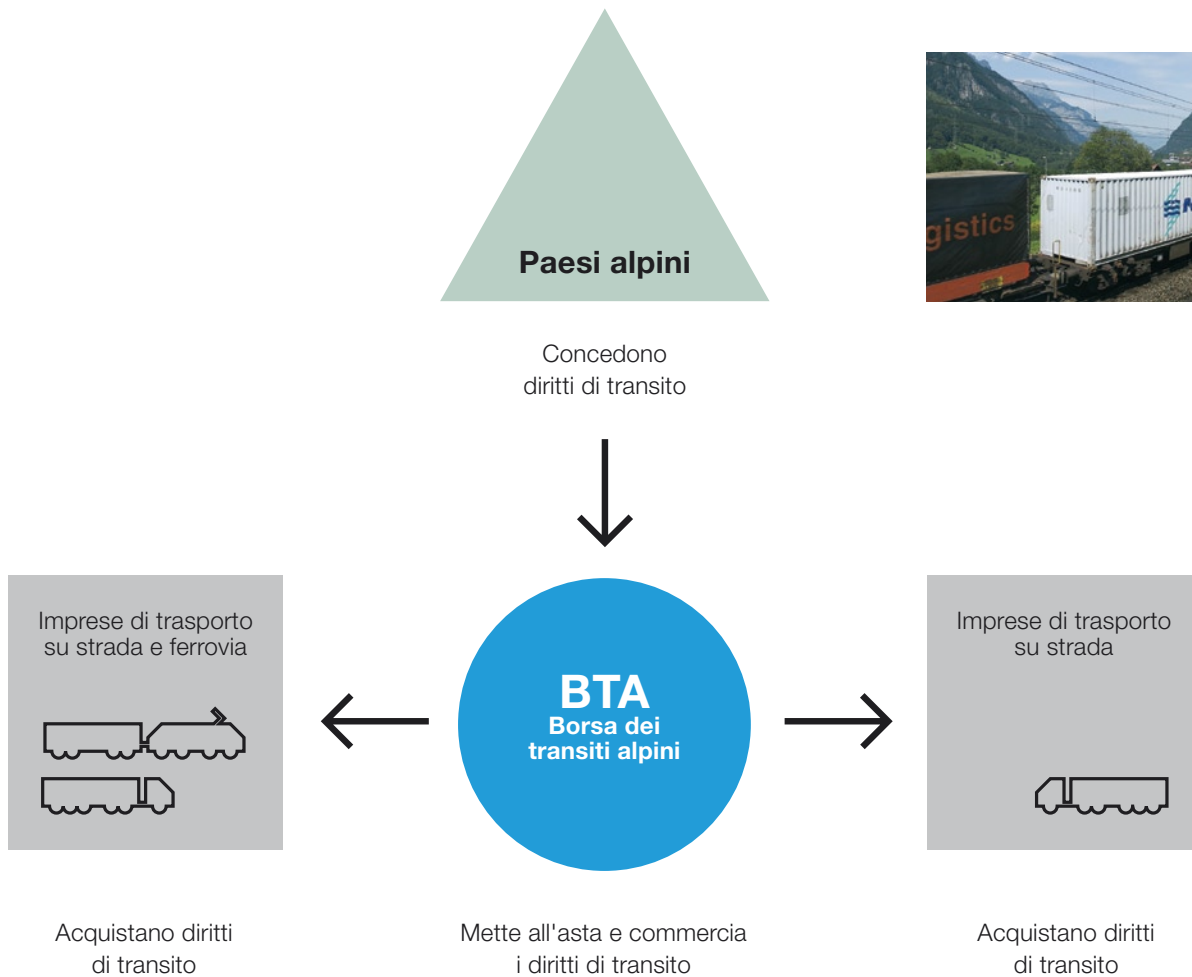 Paesi alpini
gistics
Concedono
diritti di transito
Imprese di trasporto
su strada e ferrovia
BTA
Borsa dei
transiti alpini
Imprese di trasporto
su strada
Acquistano diritti
di transito
Mette all'asta e commercia
i diritti di transito
Acquistano diritti
di transito